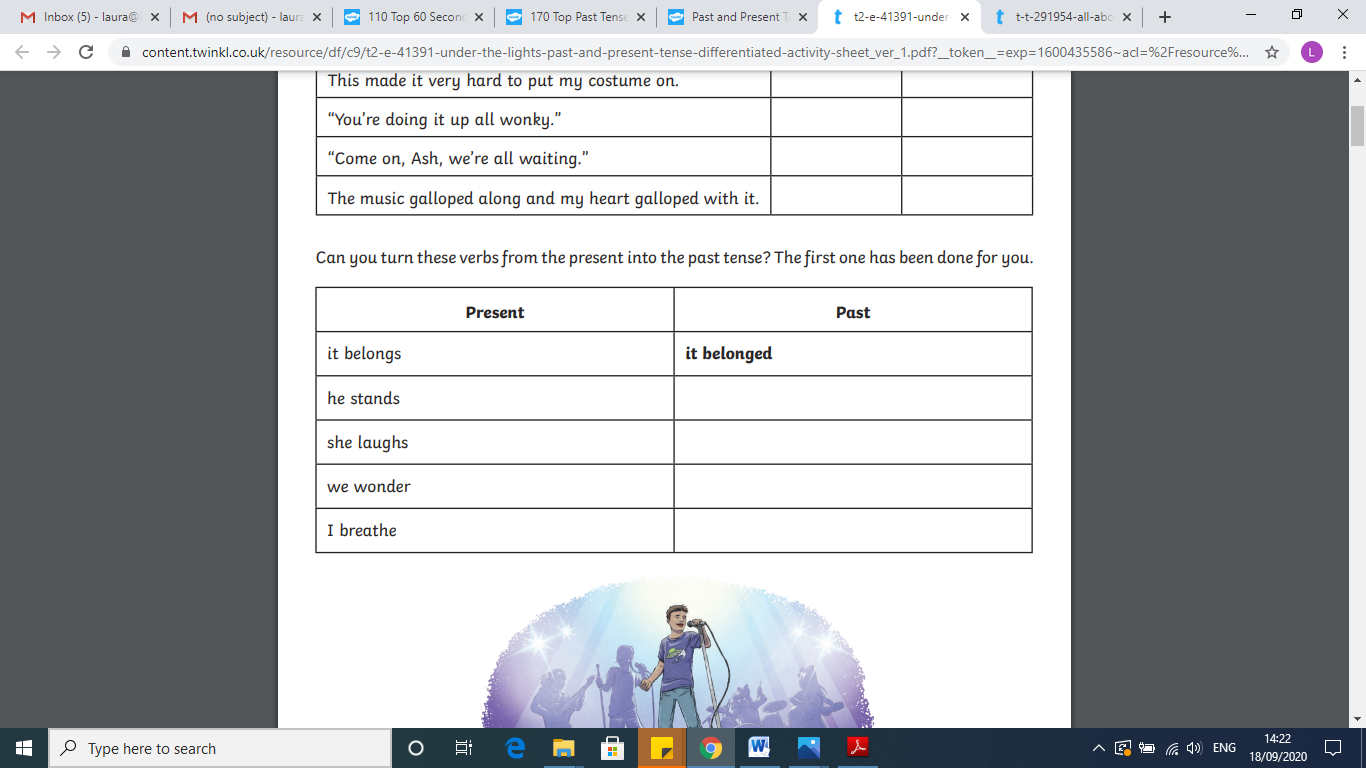 Inbox (5) - laura@
(no subject) - laura
110 Top 60 Second
170 Top Past Tense
Past and Present T
t2-e-41391-under-
t-t-291954-all-abo
content.twinkl.co.uk/resource/df/c9/t2-e-41391-under-the-lights-past-and-present-tense-differentiated-activity-sheet_ver_1.pdf?__token__=exp=1600435586~acl=%2Fresource%...
L
This made it very hard to put my costume on.
“You’re doing it up all wonky.”
“Come on, Ash, we’re all waiting.”
The music galloped along and my heart galloped with it.
Can you turn these verbs from the present into the past tense? The first one has been done for you.
Present Past
it belongs it belonged
he stands
she laughs
we wonder
I breathe
Type here to search
ENG
14:22
18/09/2020